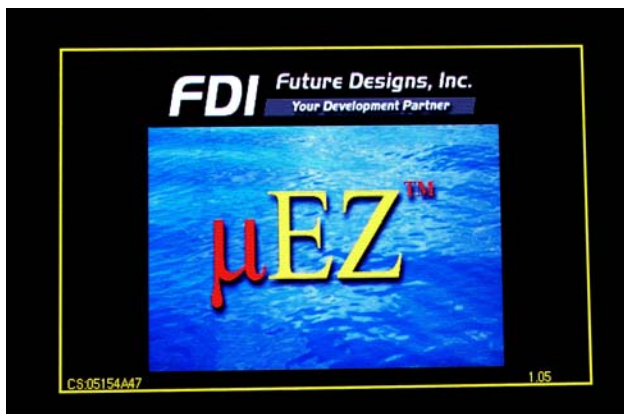 FDI
Future Designs, Inc.
Your Development Partner
µEZ™
CS:05154A47
1.05